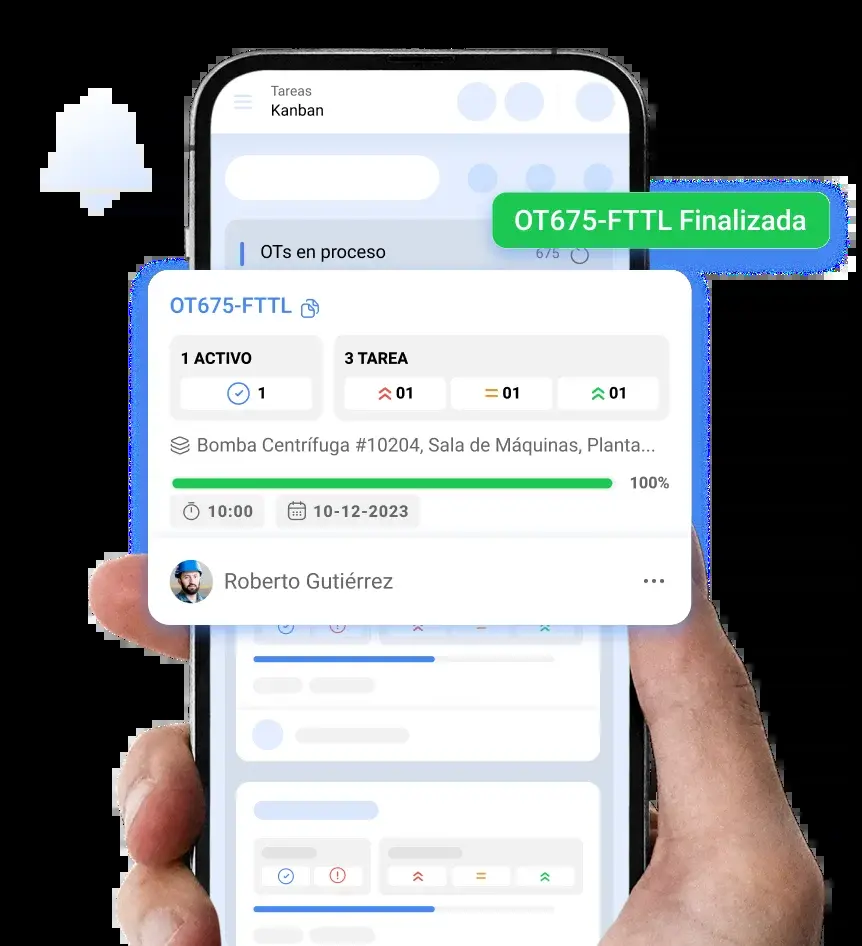 Tareas
Kanban
OT675-FTTL Finalizada
OTs en proceso
675
OT675-FTTL
1 ACTIVO
3 TAREA
1
01
01
01
Bomba Centrífuga #10204, Sala de Máquinas, Planta...
100%
10:00
10-12-2023
Roberto Gutiérrez